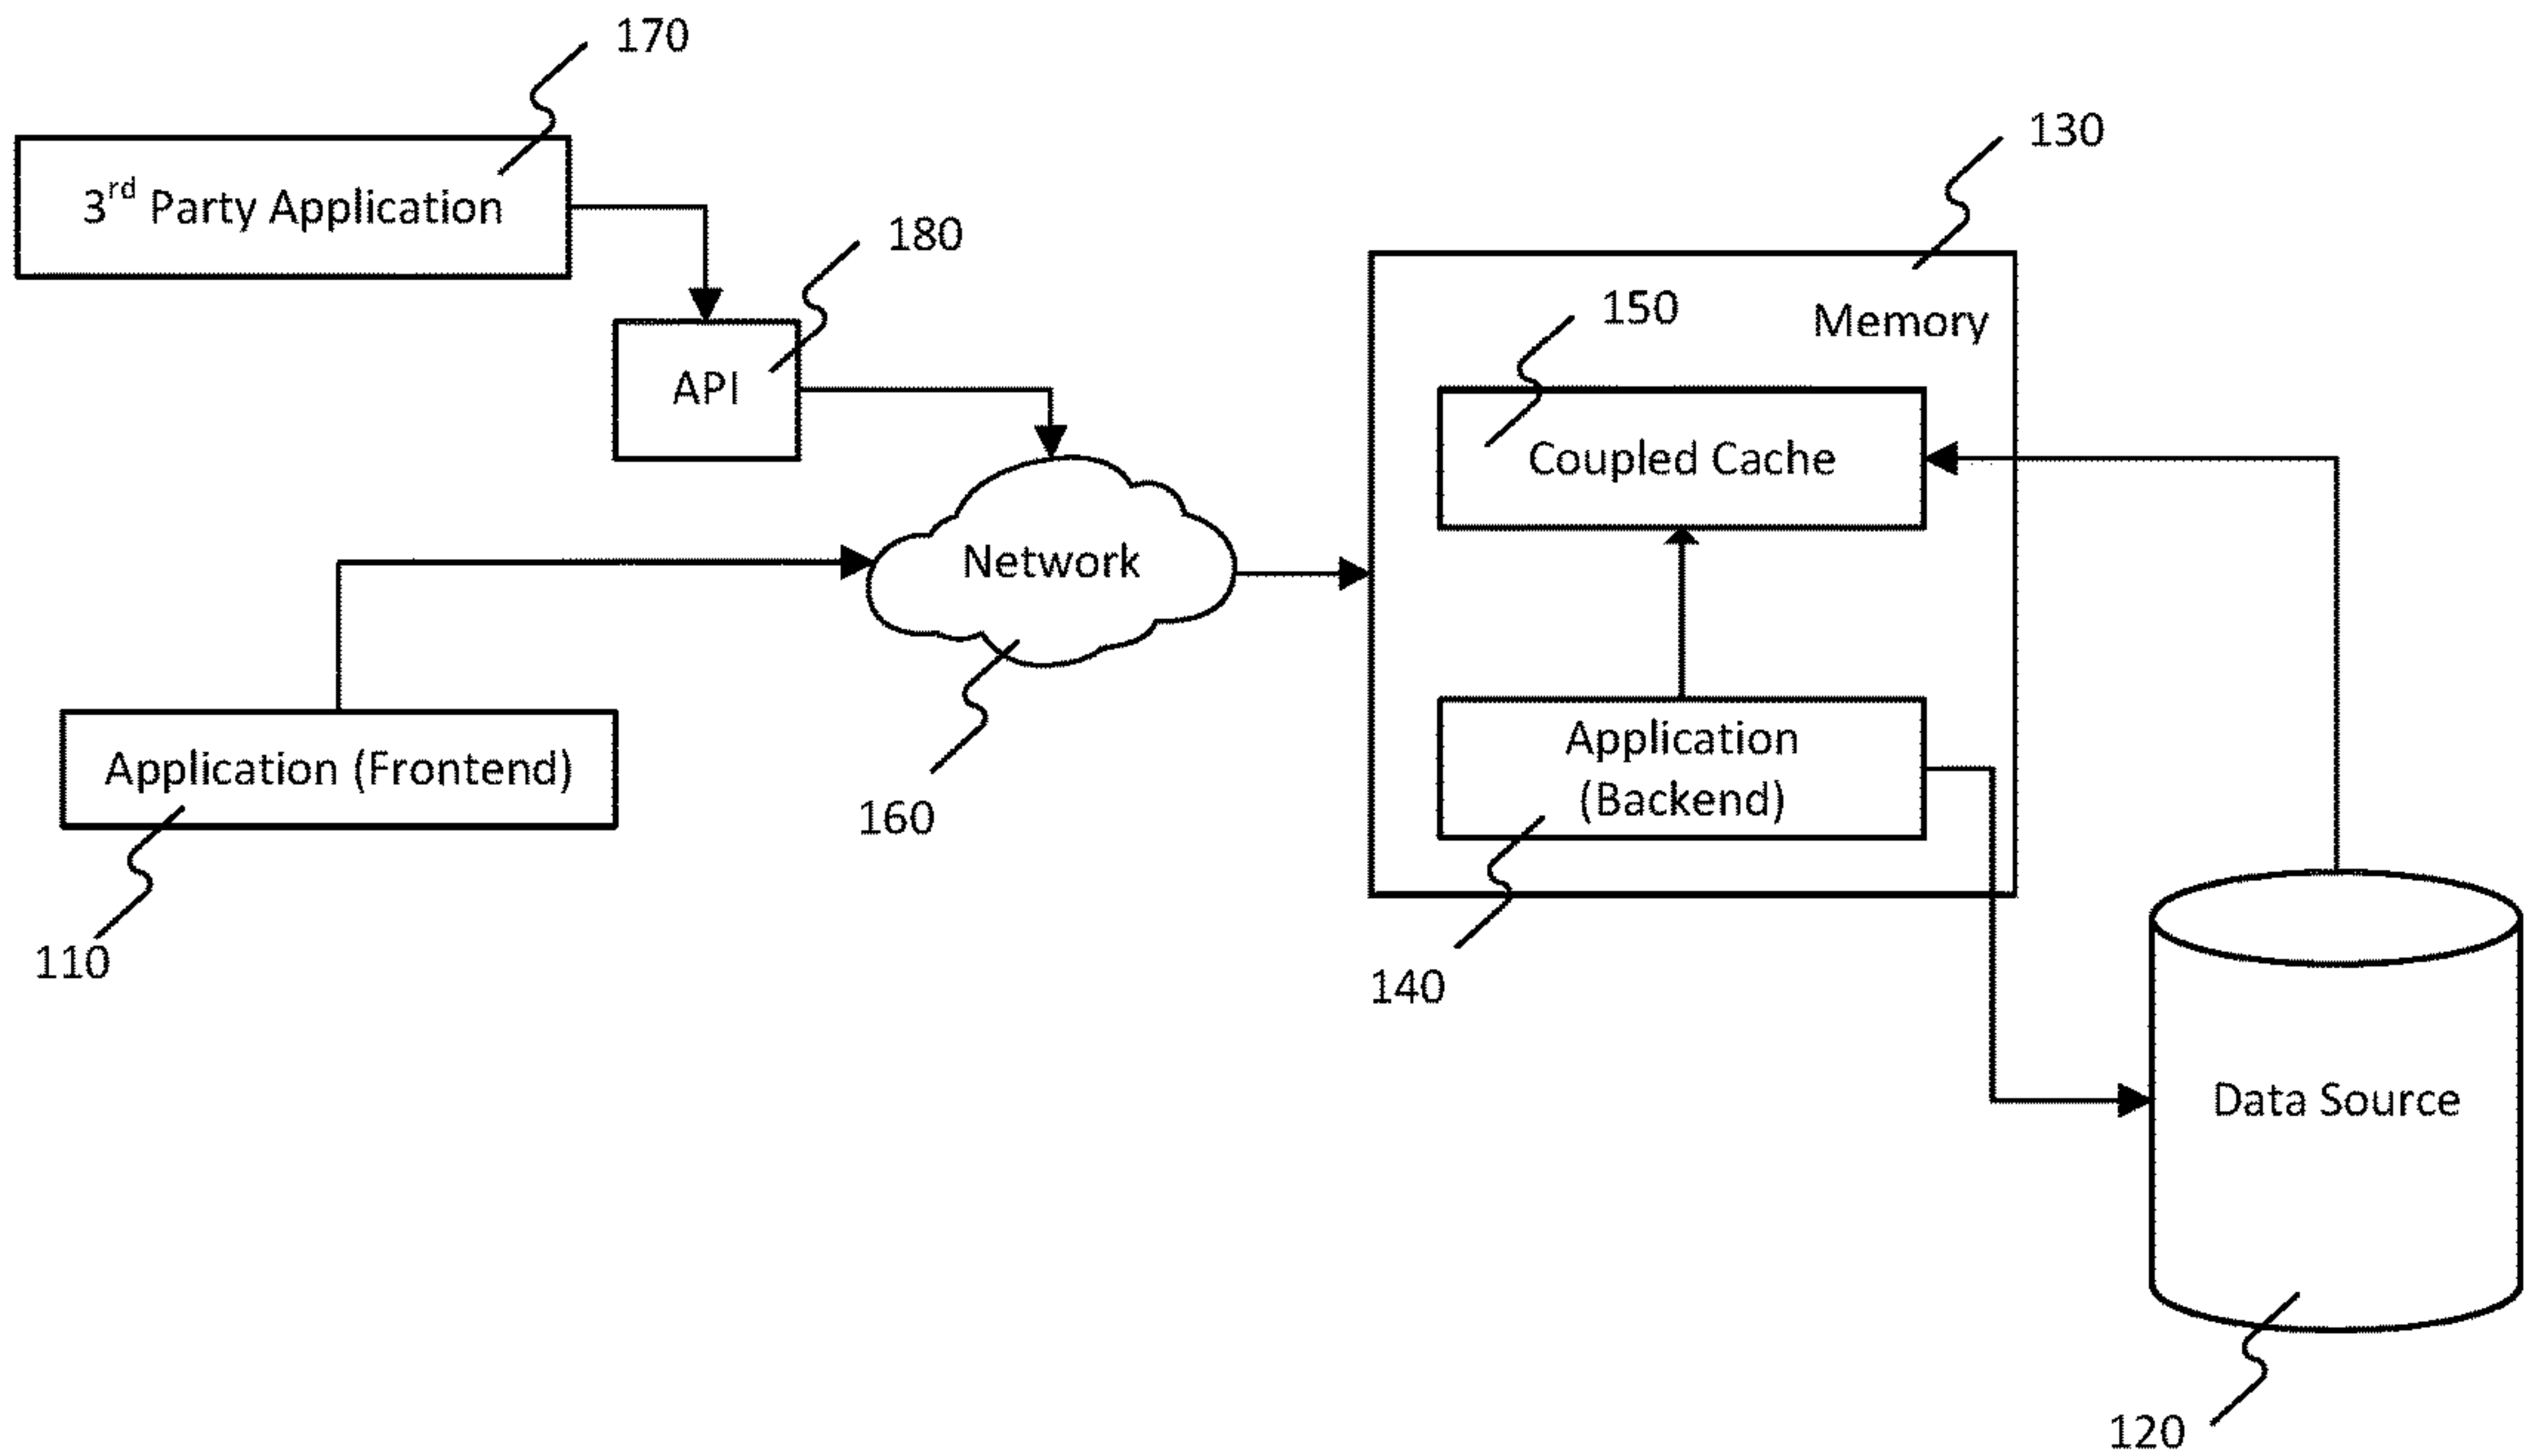 170
3rd Party Application
130
180
150
Memory
API
Coupled Cache
Network
Application
(Backend)
Application (Frontend)
160
110
140
Data Source
120